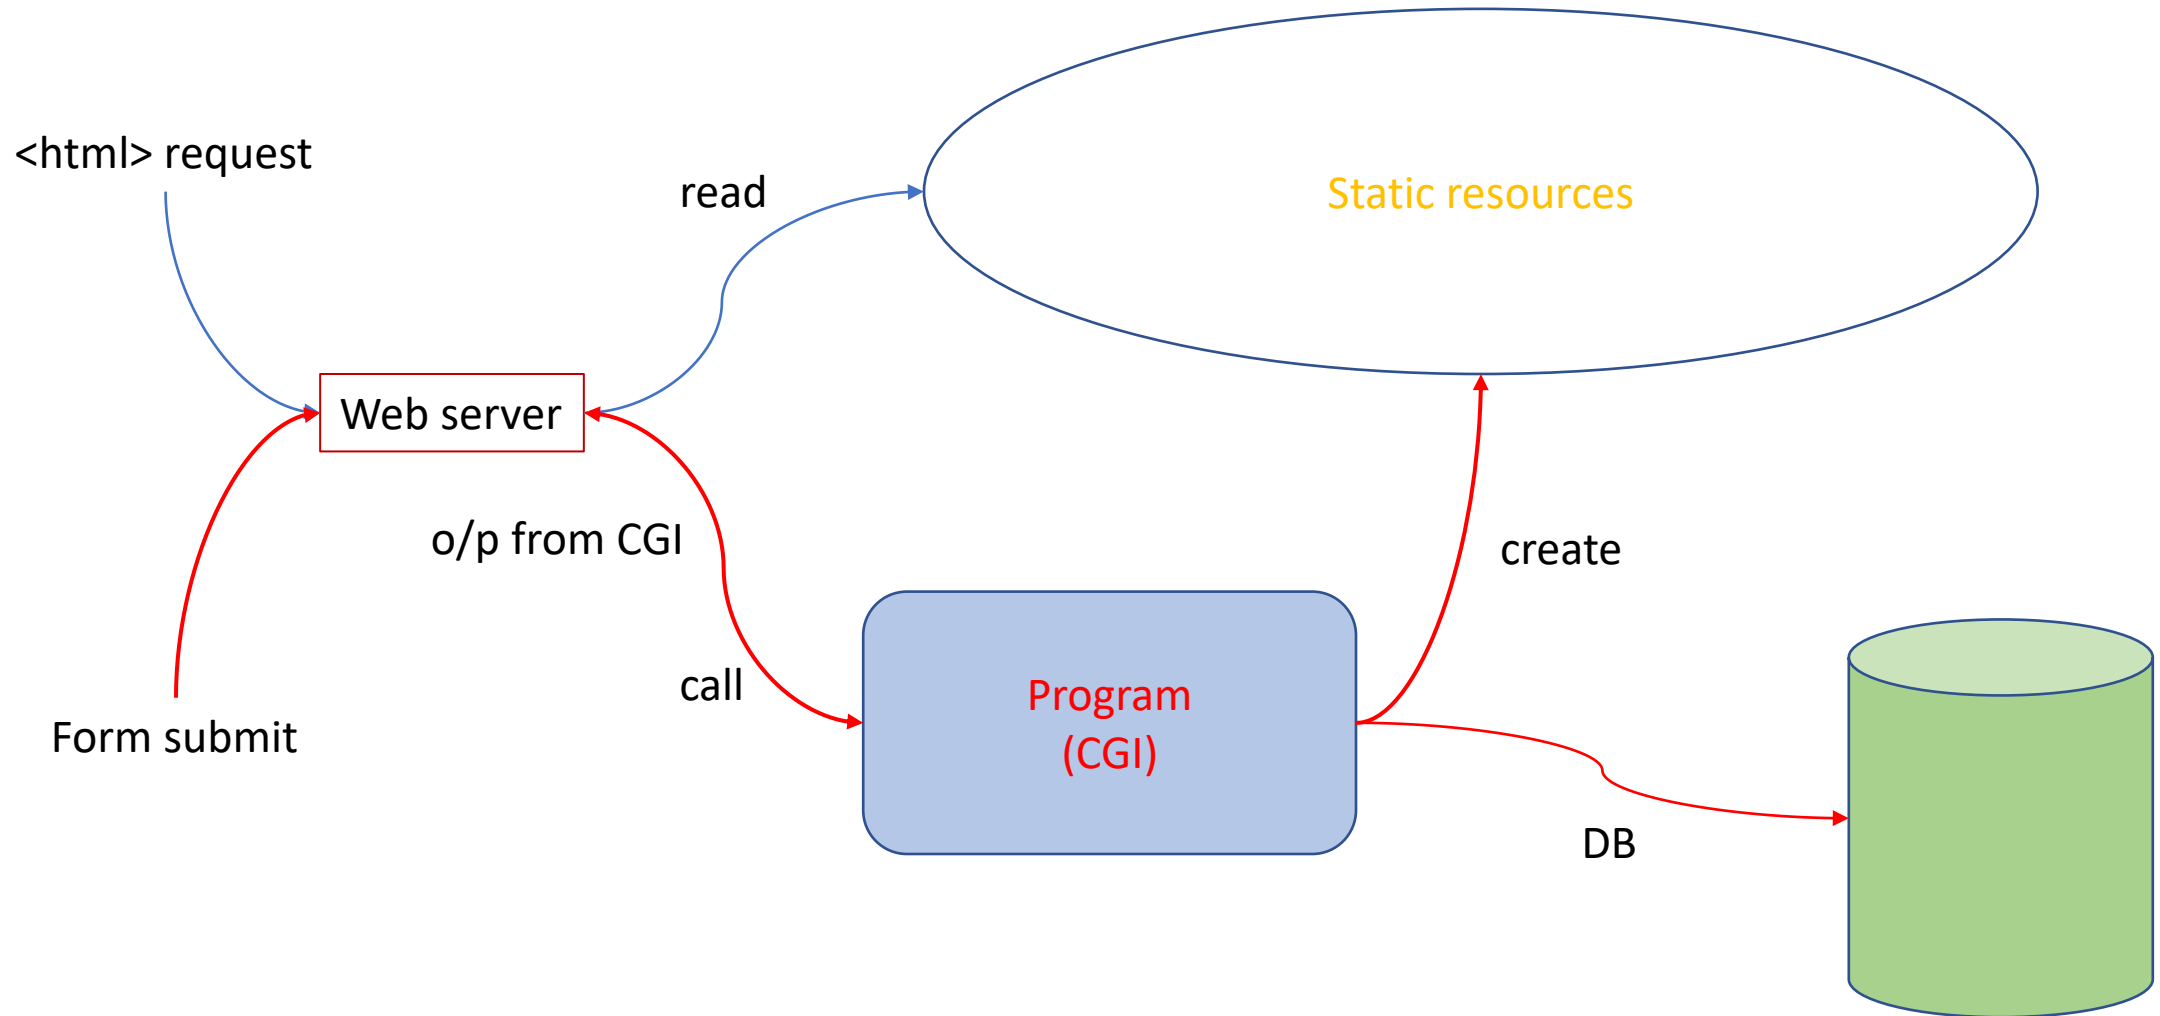 <html> request
read
Static resources
Web server
o/p from CGI
create
call
Program
(CGI)
Form submit
DB